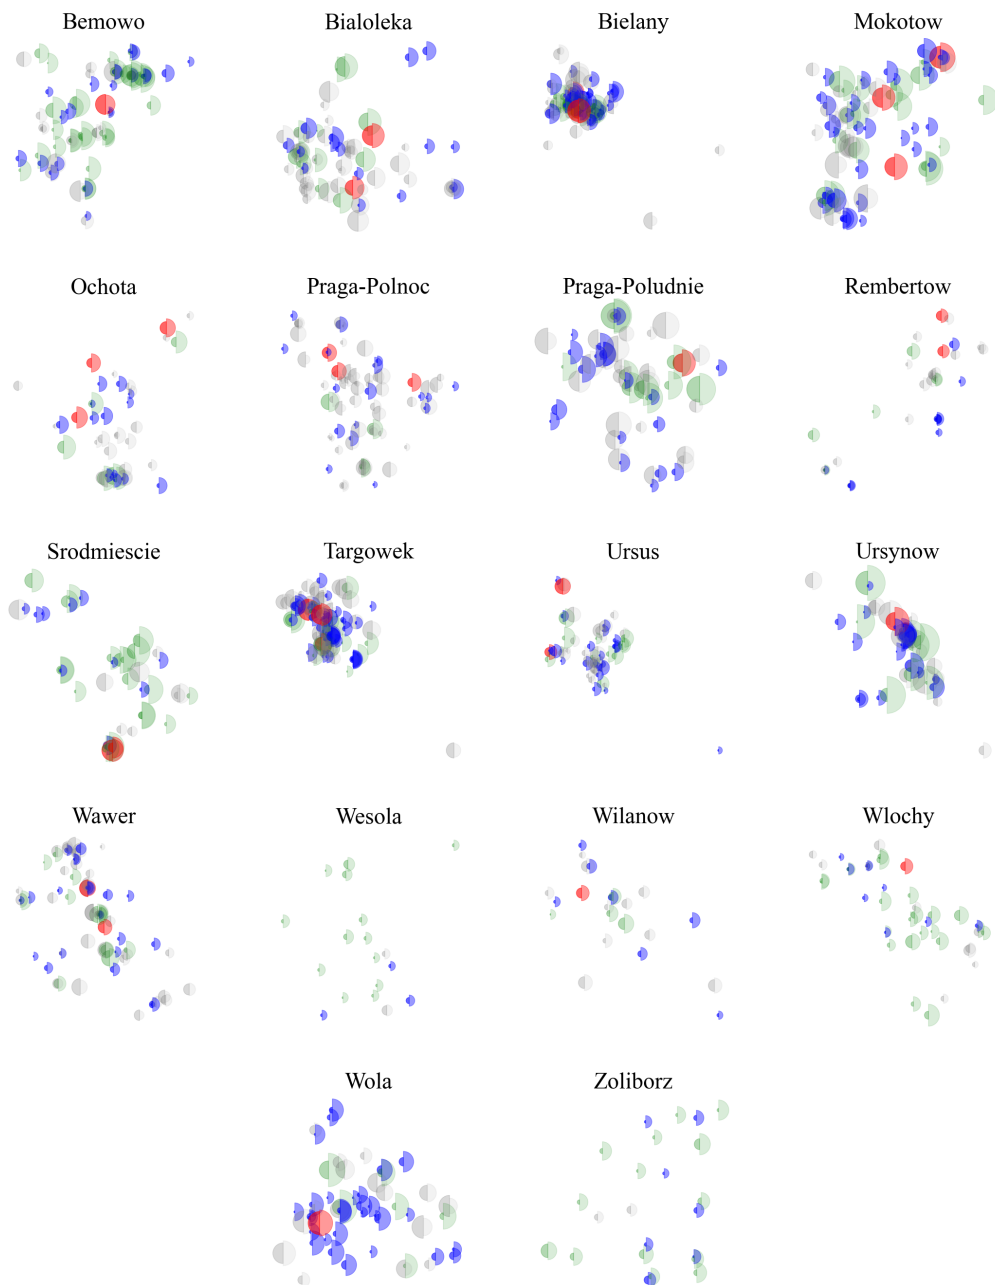 Bemowo
Bialoleka
Bielany
Mokotow
Ochota
Praga-Polnoc
Praga-Poludnie
Rembertow
Srodmiescie
Targowek
Ursus
Ursynow
Wawer
Wesola
Wilanow
Wlochy
Wola
Zoliborz